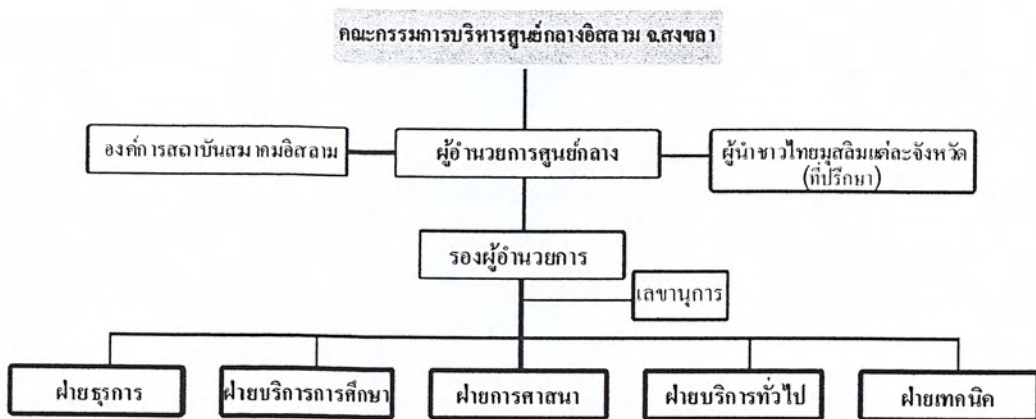 คณะกรรมการบริหารศูนย์กลางอิสลาม จ.สงขลา
องค์การสถาบันสมาคมอิสลาม
ผู้อำนวยการศูนย์กลาง
ผู้นำชาวไทยมุสลิมแต่ละจังหวัด
(ที่ปรึกษา)
รองผู้อำนวยการ
เลขานุการ
ฝ่ายธุรการ
ฝ่ายบริการการศึกษา
ฝ่ายการศาสนา
ฝ่ายบริการทั่วไป
ฝ่ายเทคนิค